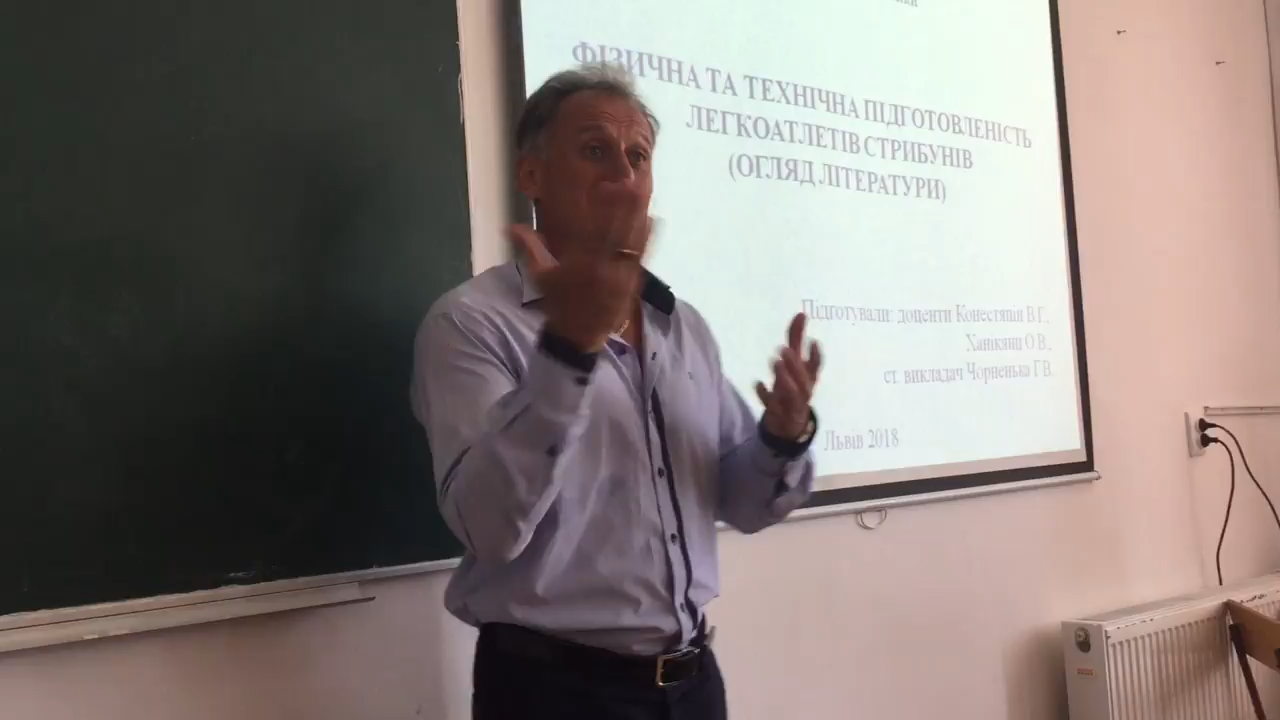 ФІЗИЧНА ТА ТЕХНІЧНА ПІДГОТОВЛЕНІСТЬ
ЛЕГКОАТЛЕТІВ СТРИБУНІВ
(ОГЛЯД ЛІТЕРАТУРИ)
Підготували: доценти Конестяпін В.Г.,
Ханікянц О.В.,
ст. викладач Чорненька Г.В.
Львів 2018